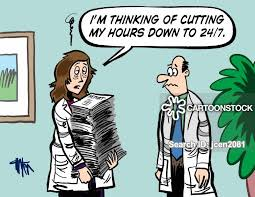 I'M THINKING OF CUTTING
MY HOURS DOWN TO 24/7.
CARTOONSTOCK
Search ID: jcen2081